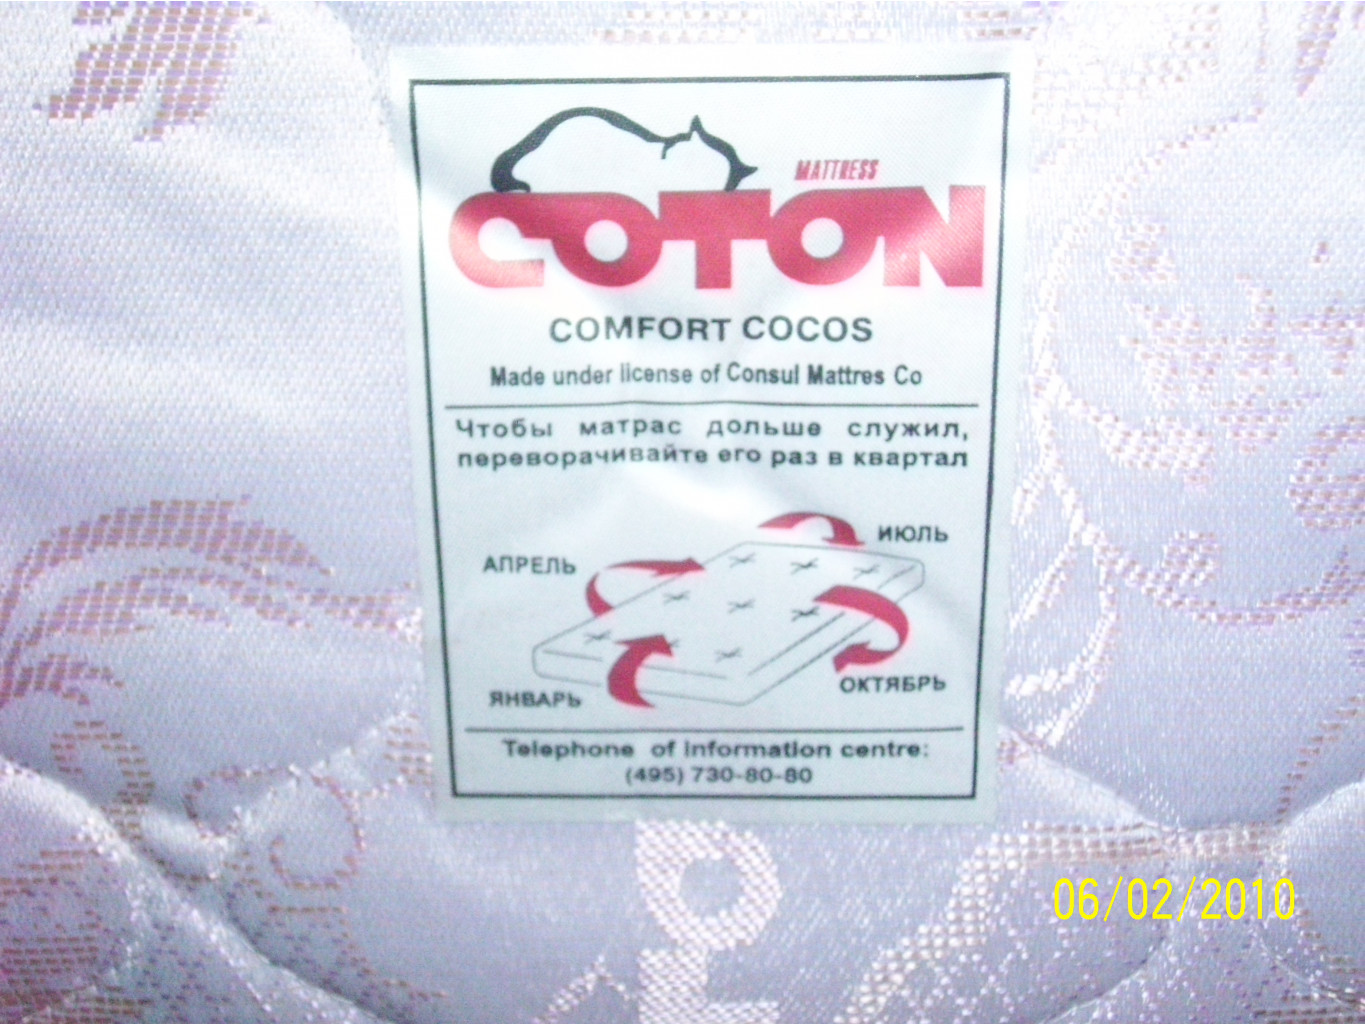 MATTRESS
COTON
COMFORT COCOS
Made under license of Consul Mattres Co
Чтобы матрас дольше служил,
переворачивайте его раз в квартал
ИЮЛЬ
АПРЕЛЬ
ОКТЯБРЬ
ЯНВАРЬ
Telephone of information centre:
(495) 730-80-80
06/02/2010